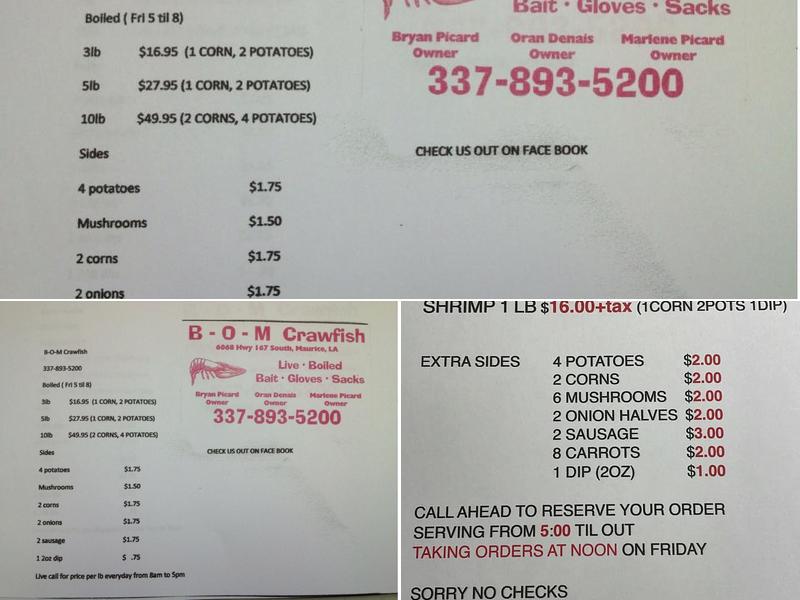 Boiled ( Fri 5 til 8)
3lb $16.95 (1 CORN, 2 POTATOES)
5lb $27.95 (1 CORN, 2 POTATOES)
10lb $49.95 (2 CORNS, 4 POTATOES)
Sides
4 potatoes $1.75
Mushrooms $1.50
2 corns $1.75
2 onions $1.75
Bait · Gloves · Sacks
Bryan Picard Oran Denais Marlene Picard
Owner Owner Owner
337-893-5200
CHECK US OUT ON FACE BOOK
B-O-M Crawfish
337-893-5200
Boiled ( Fri 5 til 8)
3lb $16.95 (1 CORN, 2 POTATOES)
5lb $27.95 (1 CORN, 2 POTATOES)
10lb $49.95 (2 CORNS, 4 POTATOES)
Sides
4 potatoes $1.75
Mushrooms $1.50
2 corns $1.75
2 onions $1.75
2 sausage $1.75
1 2oz dip $ .75
Live call for price per lb everyday from 8am to 5pm
B - O - M Crawfish
6068 Hwy 167 South, Maurice, LA
Live · Boiled
Bait · Gloves · Sacks
Bryan Picard Oran Denais Marlene Picard
Owner Owner Owner
337-893-5200
CHECK US OUT ON FACE BOOK
SHRIMP 1 LB $16.00+tax (1CORN 2POTS 1DIP)
EXTRA SIDES 4 POTATOES $2.00
2 CORNS $2.00
6 MUSHROOMS $2.00
2 ONION HALVES $2.00
2 SAUSAGE $3.00
8 CARROTS $2.00
1 DIP (2OZ) $1.00
CALL AHEAD TO RESERVE YOUR ORDER
SERVING FROM 5:00 TIL OUT
TAKING ORDERS AT NOON ON FRIDAY
SORRY NO CHECKS